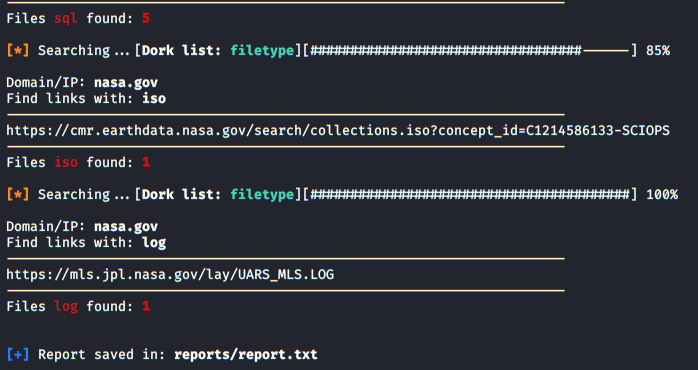 Files sql found: 5
[*] Searching...[Dork list: filetype][##################################------] 85%
Domain/IP: nasa.gov
Find links with: iso
https://cmr.earthdata.nasa.gov/search/collections.iso?concept_id=C1214586133-SCIOPS
Files iso found: 1
[*] Searching...[Dork list: filetype][########################################] 100%
Domain/IP: nasa.gov
Find links with: log
https://mls.jpl.nasa.gov/lay/UARS_MLS.LOG
Files log found: 1
[+] Report saved in: reports/report.txt